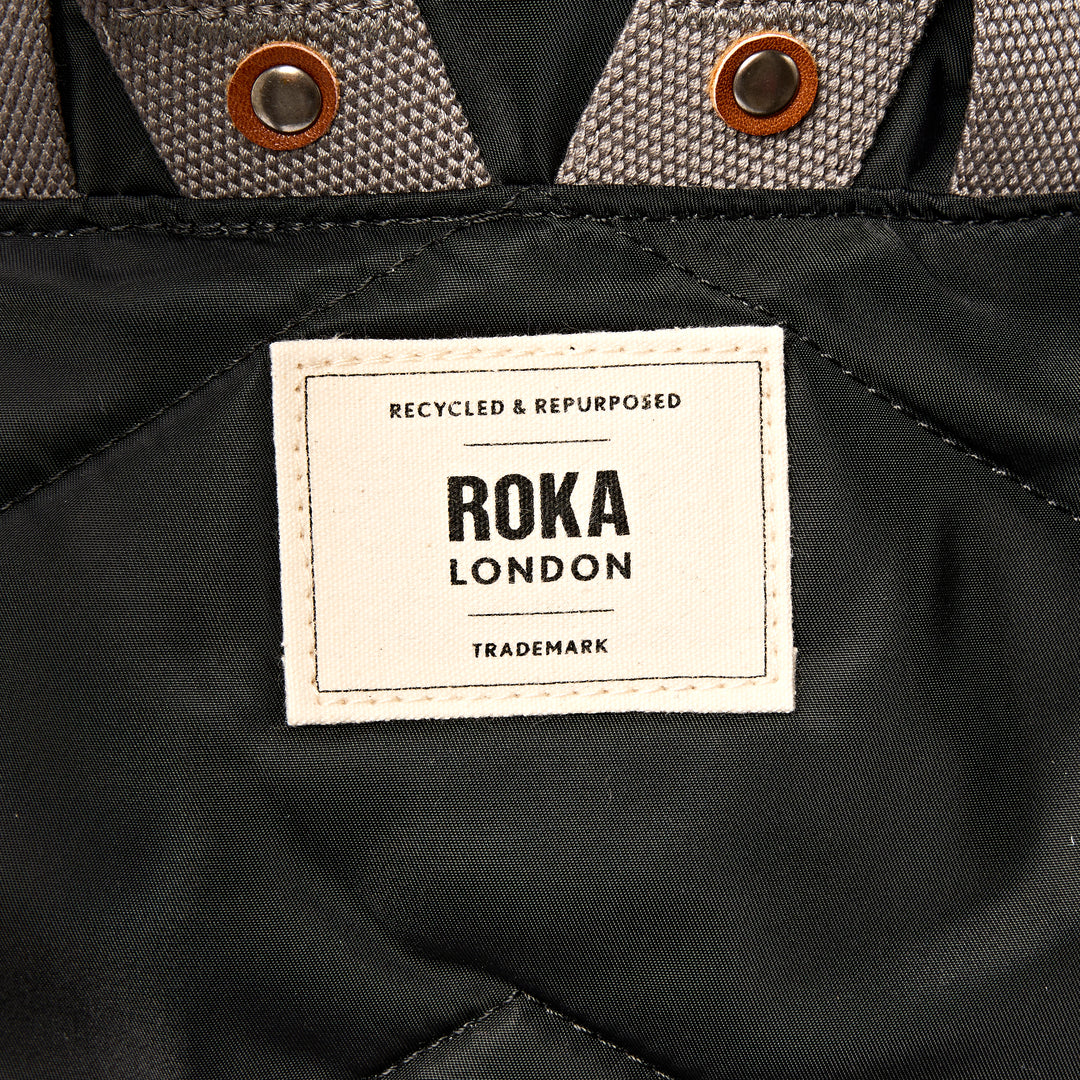 RECYCLED & REPURPOSED
ROKA
LONDON
TRADEMARK